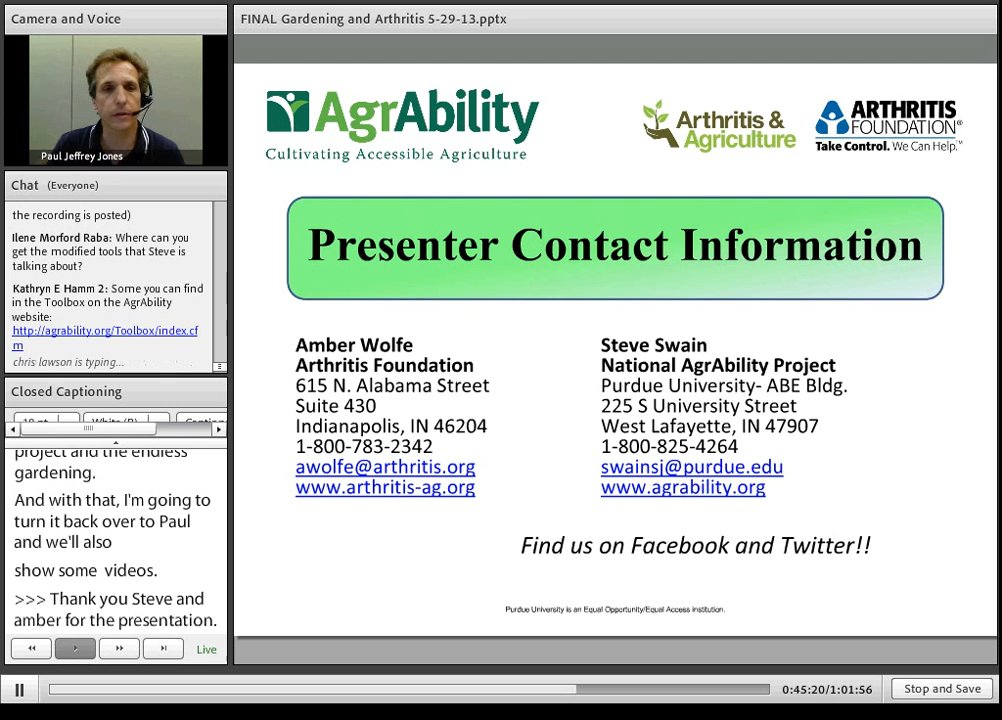 Camera and Voice
Paul Jeffrey Jones
Chat (Everyone)
the recording is posted)
Ilene Morford Raba: Where can you
get the modified tools that Steve is
talking about?
Kathryn E Hamm 2: Some you can find
in the Toolbox on the AgrAbility
website:
http://agrability.org/Toolbox/index.cf
m
chris lawson is typing...
Closed Captioning
project and the endless
gardening.
And with that, I'm going to
turn it back over to Paul
and we'll also
show some videos.
>>> Thank you Steve and
amber for the presentation.
Live
FINAL Gardening and Arthritis 5-29-13.pptx
AgrAbility
Cultivating Accessible Agriculture
Arthritis &
Agriculture
ARTHRITIS
FOUNDATION®
Take Control. We Can Help.™
Presenter Contact Information
Amber Wolfe
Arthritis Foundation
615 N. Alabama Street
Suite 430
Indianapolis, IN 46204
1-800-783-2342
awolfe@arthritis.org
www.arthritis-ag.org
Steve Swain
National AgrAbility Project
Purdue University- ABE Bldg.
225 S University Street
West Lafayette, IN 47907
1-800-825-4264
swainsj@purdue.edu
www.agrability.org
Find us on Facebook and Twitter!!
Purdue University is an Equal Opportunity/Equal Access institution.
0:45:20/1:01:56
Stop and Save